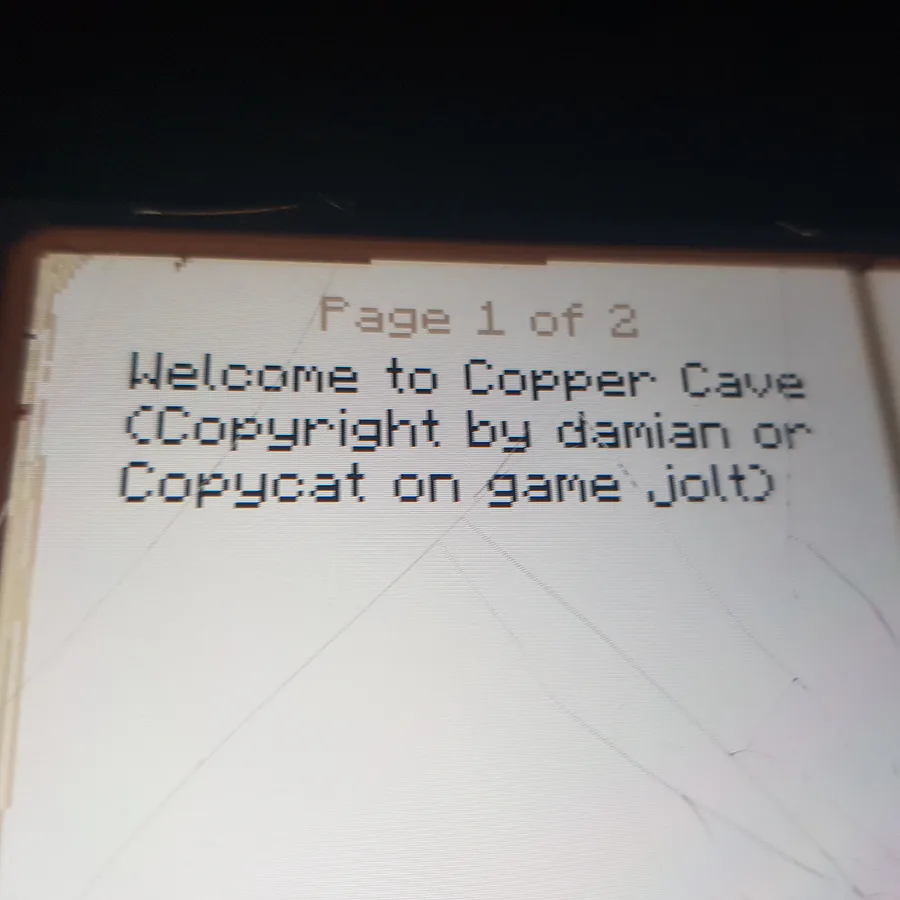 Page 1 of 2
Welcome to Copper Cave
(Copyright by damian or
Copycat on game jolt)